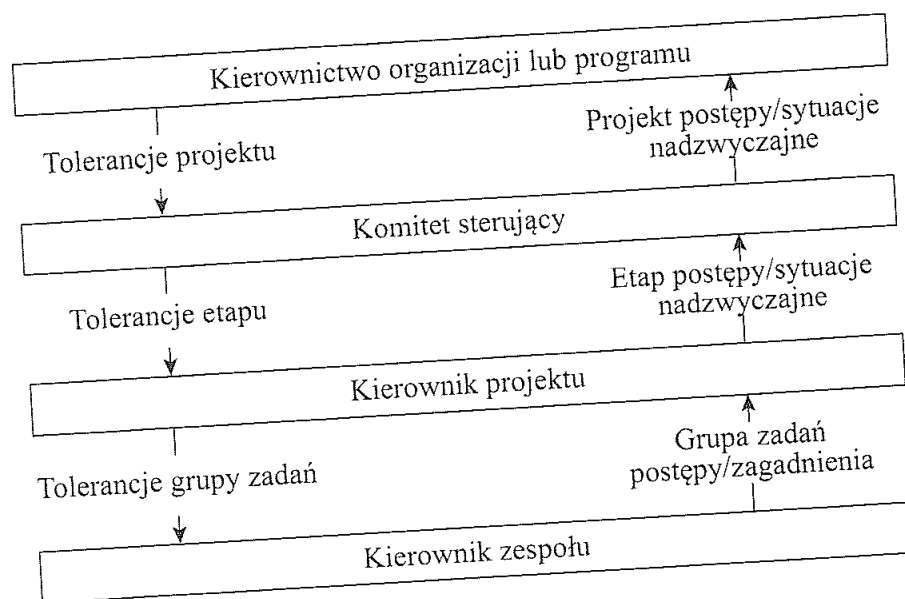 Kierownictwo organizacji lub programu
Tolerancje projektu
Projekt postępy/sytuacje
nadzwyczajne
Komitet sterujący
Tolerancje etapu
Etap postępy/sytuacje
nadzwyczajne
Kierownik projektu
Tolerancje grupy zadań
Grupa zadań
postępy/zagadnienia
Kierownik zespołu